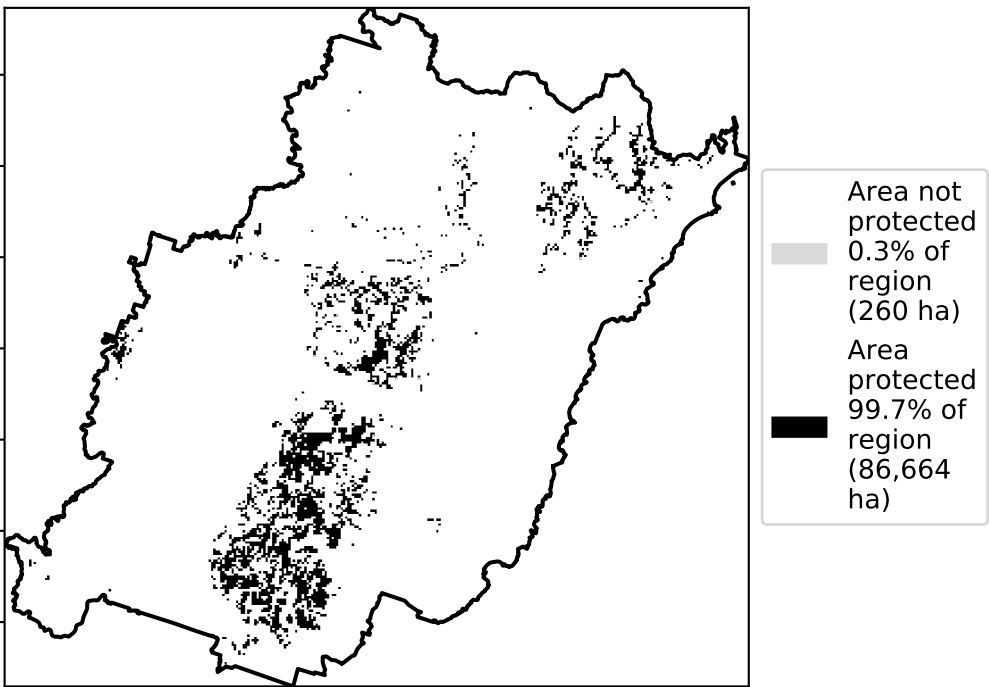 Area not
protected
0.3% of
region
(260 ha)
Area
protected
99.7% of
region
(86,664
ha)